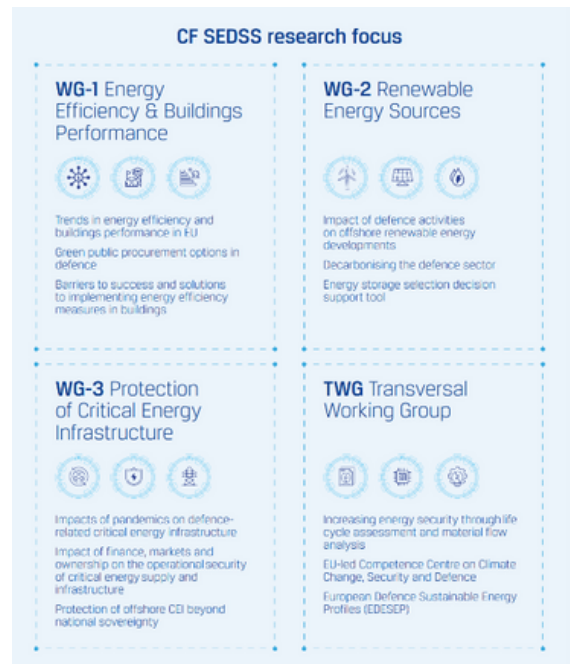 CF SEDSS research focus
WG-1 Energy
Efficiency & Buildings
Performance
Trends in energy efficiency and
buildings performance in EU
Green public procurement options in
defence
Barriers to success and solutions
to implementing energy efficiency
measures in buildings
WG-2 Renewable
Energy Sources
Impact of defence activities
on offshore renewable energy
developments
Decarbonising the defence sector
Energy storage selection decision
support tool
WG-3 Protection
of Critical Energy
Infrastructure
Impacts of pandemics on defence-
related critical energy infrastructure
Impact of finance, markets and
ownership on the operational security
of critical energy supply and
infrastructure
Protection of offshore CEI beyond
national sovereignty
TWG Transversal
Working Group
Increasing energy security through life
cycle assessment and material flow
analysis
EU-led Competence Centre on Climate
Change, Security and Defence
European Defence Sustainable Energy
Profiles (EDESEP)